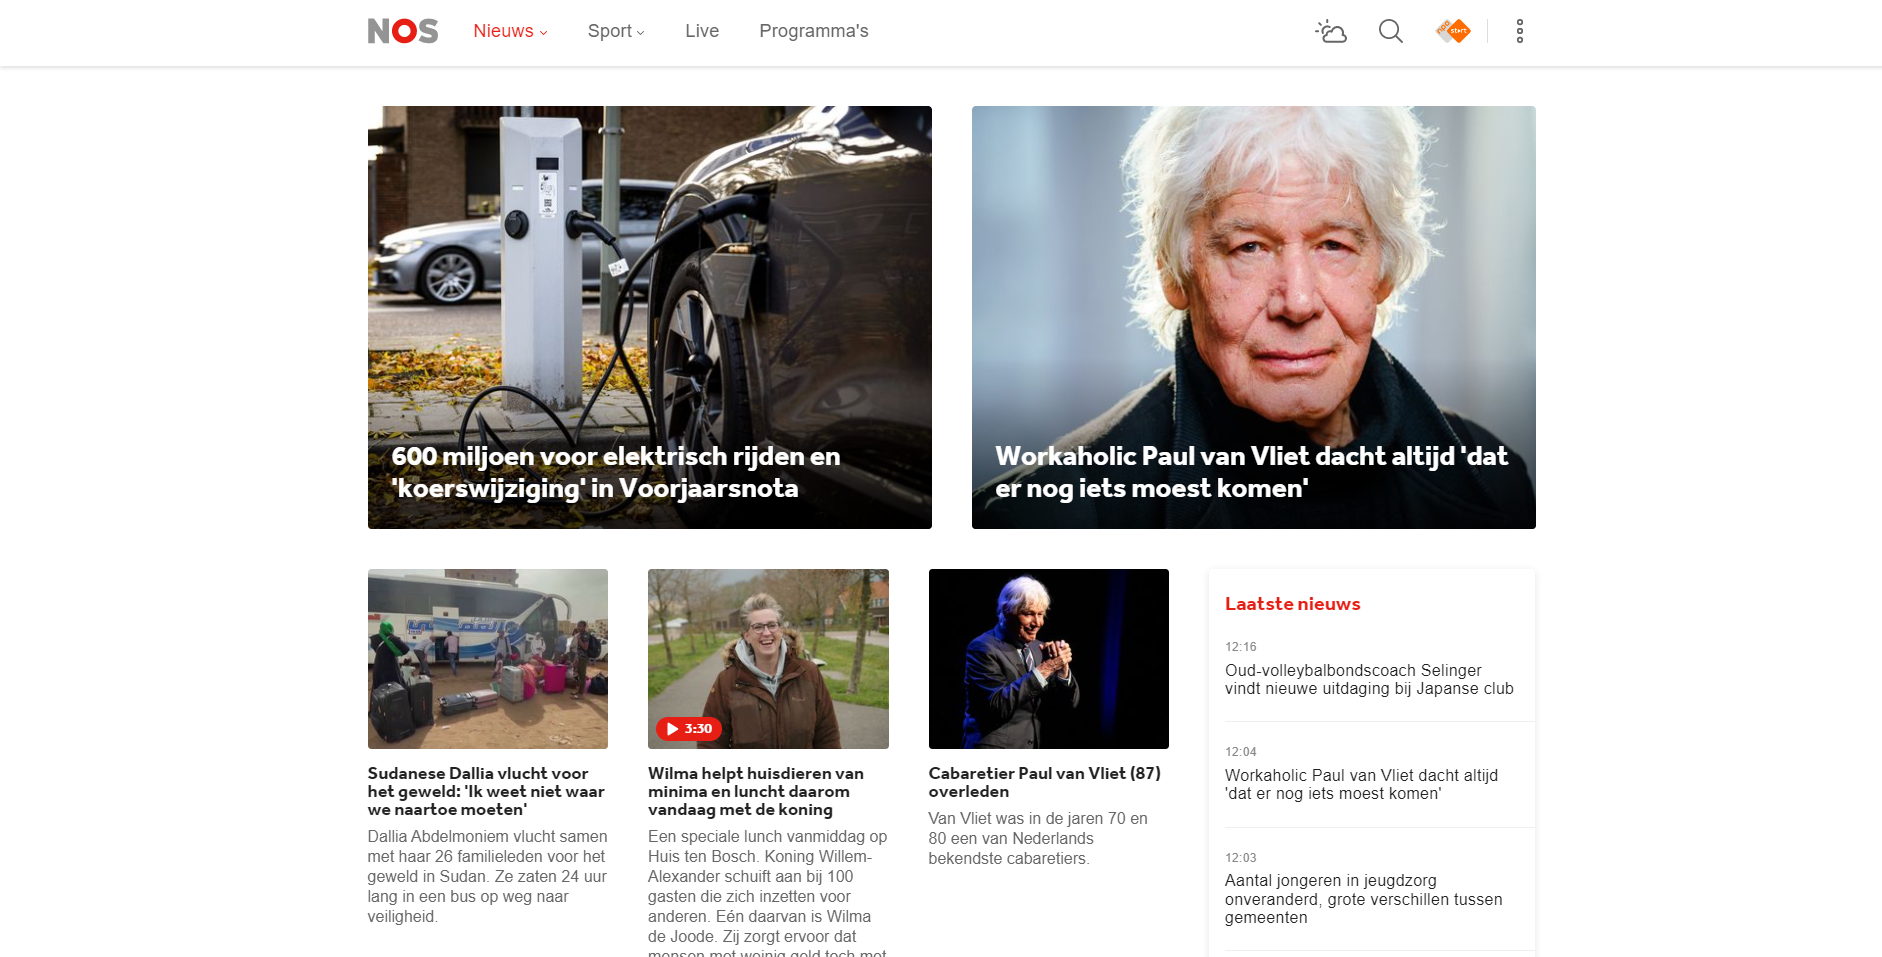 NOS
Nieuws
Sport
Live
Programma's
npo
start
600 miljoen voor elektrisch rijden en
'koerswijziging' in Voorjaarsnota
Workaholic Paul van Vliet dacht altijd 'dat
er nog iets moest komen'
3:30
Sudanese Dallia vlucht voor
het geweld: 'Ik weet niet waar
we naartoe moeten'
Dallia Abdelmoniem vlucht samen
met haar 26 familieleden voor het
geweld in Sudan. Ze zaten 24 uur
lang in een bus op weg naar
veiligheid.
Wilma helpt huisdieren van
minima en luncht daarom
vandaag met de koning
Een speciale lunch vanmiddag op
Huis ten Bosch. Koning Willem-
Alexander schuift aan bij 100
gasten die zich inzetten voor
anderen. Eén daarvan is Wilma
de Joode. Zij zorgt ervoor dat
mensen met weinig geld toch met
Cabaretier Paul van Vliet (87)
overleden
Van Vliet was in de jaren 70 en
80 een van Nederlands
bekendste cabaretiers.
Laatste nieuws
12:16
Oud-volleybalbondscoach Selinger
vindt nieuwe uitdaging bij Japanse club
12:04
Workaholic Paul van Vliet dacht altijd
'dat er nog iets moest komen'
12:03
Aantal jongeren in jeugdzorg
onveranderd, grote verschillen tussen
gemeenten